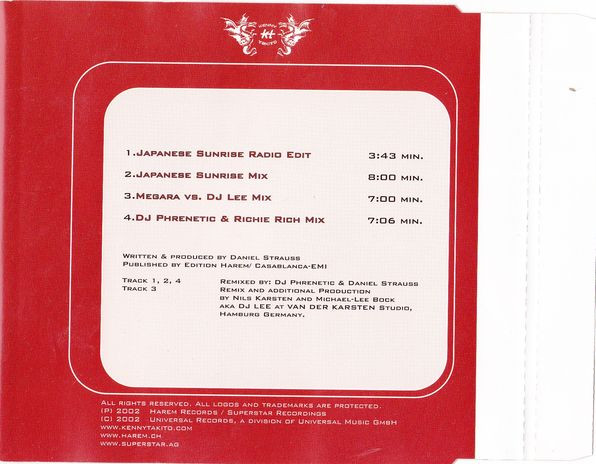 KENNY
kt
TAKITO
1.Japanese Sunrise Radio Edit 3:43 min.
2.Japanese Sunrise Mix 8:00 min.
3.Megara vs. DJ Lee Mix 7:00 min.
4.DJ Phrenetic & Richie Rich Mix 7:06 min.
Written & produced by Daniel Strauss
Published by Edition Harem/ Casablanca-EMI
Track 1, 2, 4 Remixed by: DJ Phrenetic & Daniel Strauss
Track 3 Remix and additional Production
by Nils Karsten and Michael-Lee Bock
aka DJ LEE at VAN DER KARSTEN Studio,
Hamburg Germany.
All rights reserved. All logos and trademarks are protected.
(P) 2002 Harem Records / Superstar Recordings
(C) 2002 Universal Records, a division of Universal Music GmbH
www.kennytakito.com
www.harem.ch
www.superstar.ag